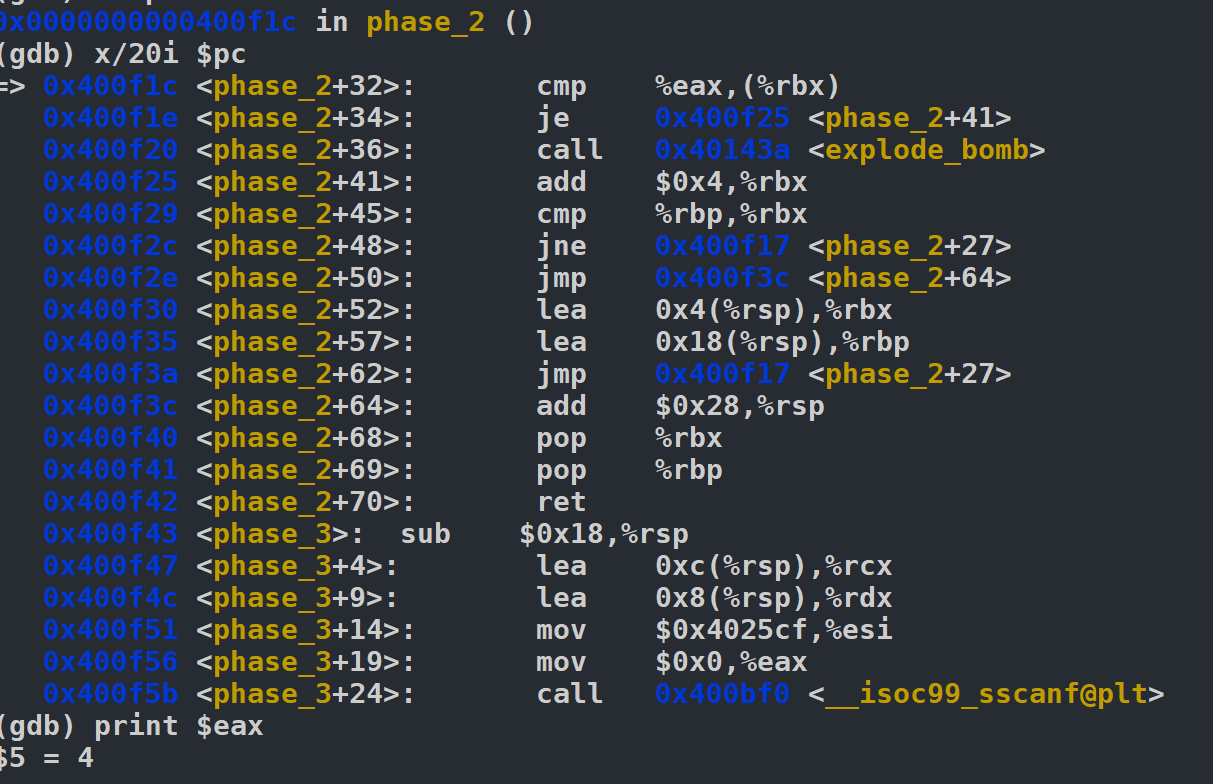 0x0000000000400f1c in phase_2 ()
(gdb) x/20i $pc
=> 0x400f1c <phase_2+32>: cmp %eax,(%rbx)
0x400f1e <phase_2+34>: je 0x400f25 <phase_2+41>
0x400f20 <phase_2+36>: call 0x40143a <explode_bomb>
0x400f25 <phase_2+41>: add $0x4,%rbx
0x400f29 <phase_2+45>: cmp %rbp,%rbx
0x400f2c <phase_2+48>: jne 0x400f17 <phase_2+27>
0x400f2e <phase_2+50>: jmp 0x400f3c <phase_2+64>
0x400f30 <phase_2+52>: lea 0x4(%rsp),%rbx
0x400f35 <phase_2+57>: lea 0x18(%rsp),%rbp
0x400f3a <phase_2+62>: jmp 0x400f17 <phase_2+27>
0x400f3c <phase_2+64>: add $0x28,%rsp
0x400f40 <phase_2+68>: pop %rbx
0x400f41 <phase_2+69>: pop %rbp
0x400f42 <phase_2+70>: ret
0x400f43 <phase_3>: sub $0x18,%rsp
0x400f47 <phase_3+4>: lea 0xc(%rsp),%rcx
0x400f4c <phase_3+9>: lea 0x8(%rsp),%rdx
0x400f51 <phase_3+14>: mov $0x4025cf,%esi
0x400f56 <phase_3+19>: mov $0x0,%eax
0x400f5b <phase_3+24>: call 0x400bf0 <__isoc99_sscanf@plt>
(gdb) print $eax
$5 = 4